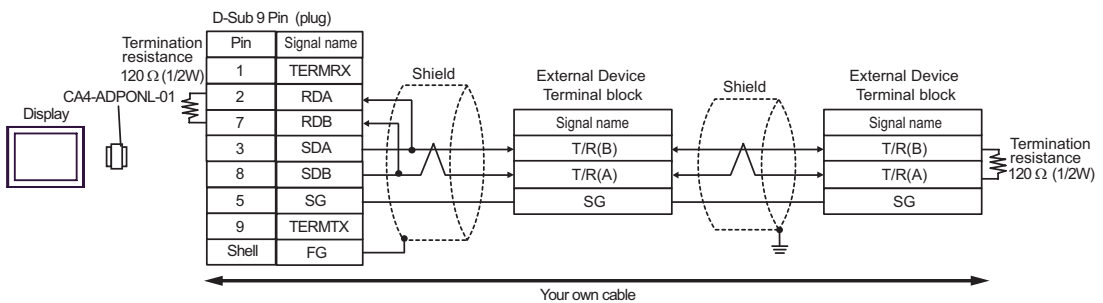 D-Sub 9 Pin (plug)
Termination
resistance
120 Ω (1/2W)
CA4-ADPONL-01
Display
Pin Signal name
1 TERMRX
2 RDA
7 RDB
3 SDA
8 SDB
5 SG
9 TERMTX
Shell FG
Shield
External Device
Terminal block
Signal name
T/R(B)
T/R(A)
SG
Shield
External Device
Terminal block
Signal name
T/R(B)
T/R(A)
SG
Termination
resistance
120 Ω (1/2W)
Your own cable